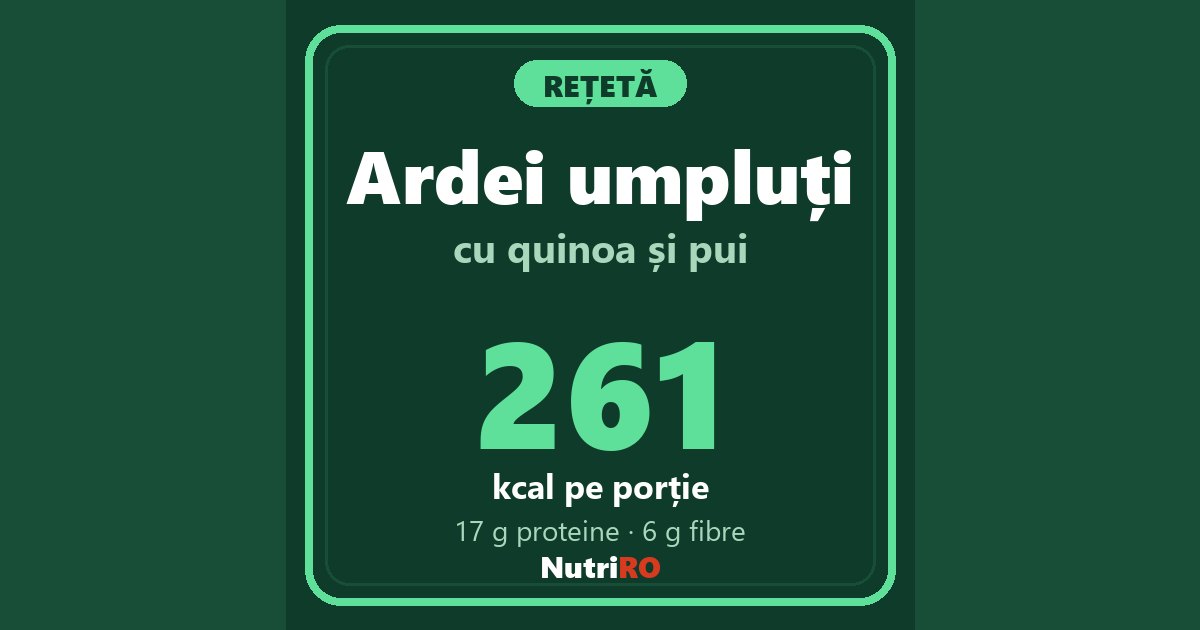 REȚETĂ
Ardei umpluți
cu quinoa și pui
261
kcal pe porție
17 g proteine · 6 g fibre
NutriRO